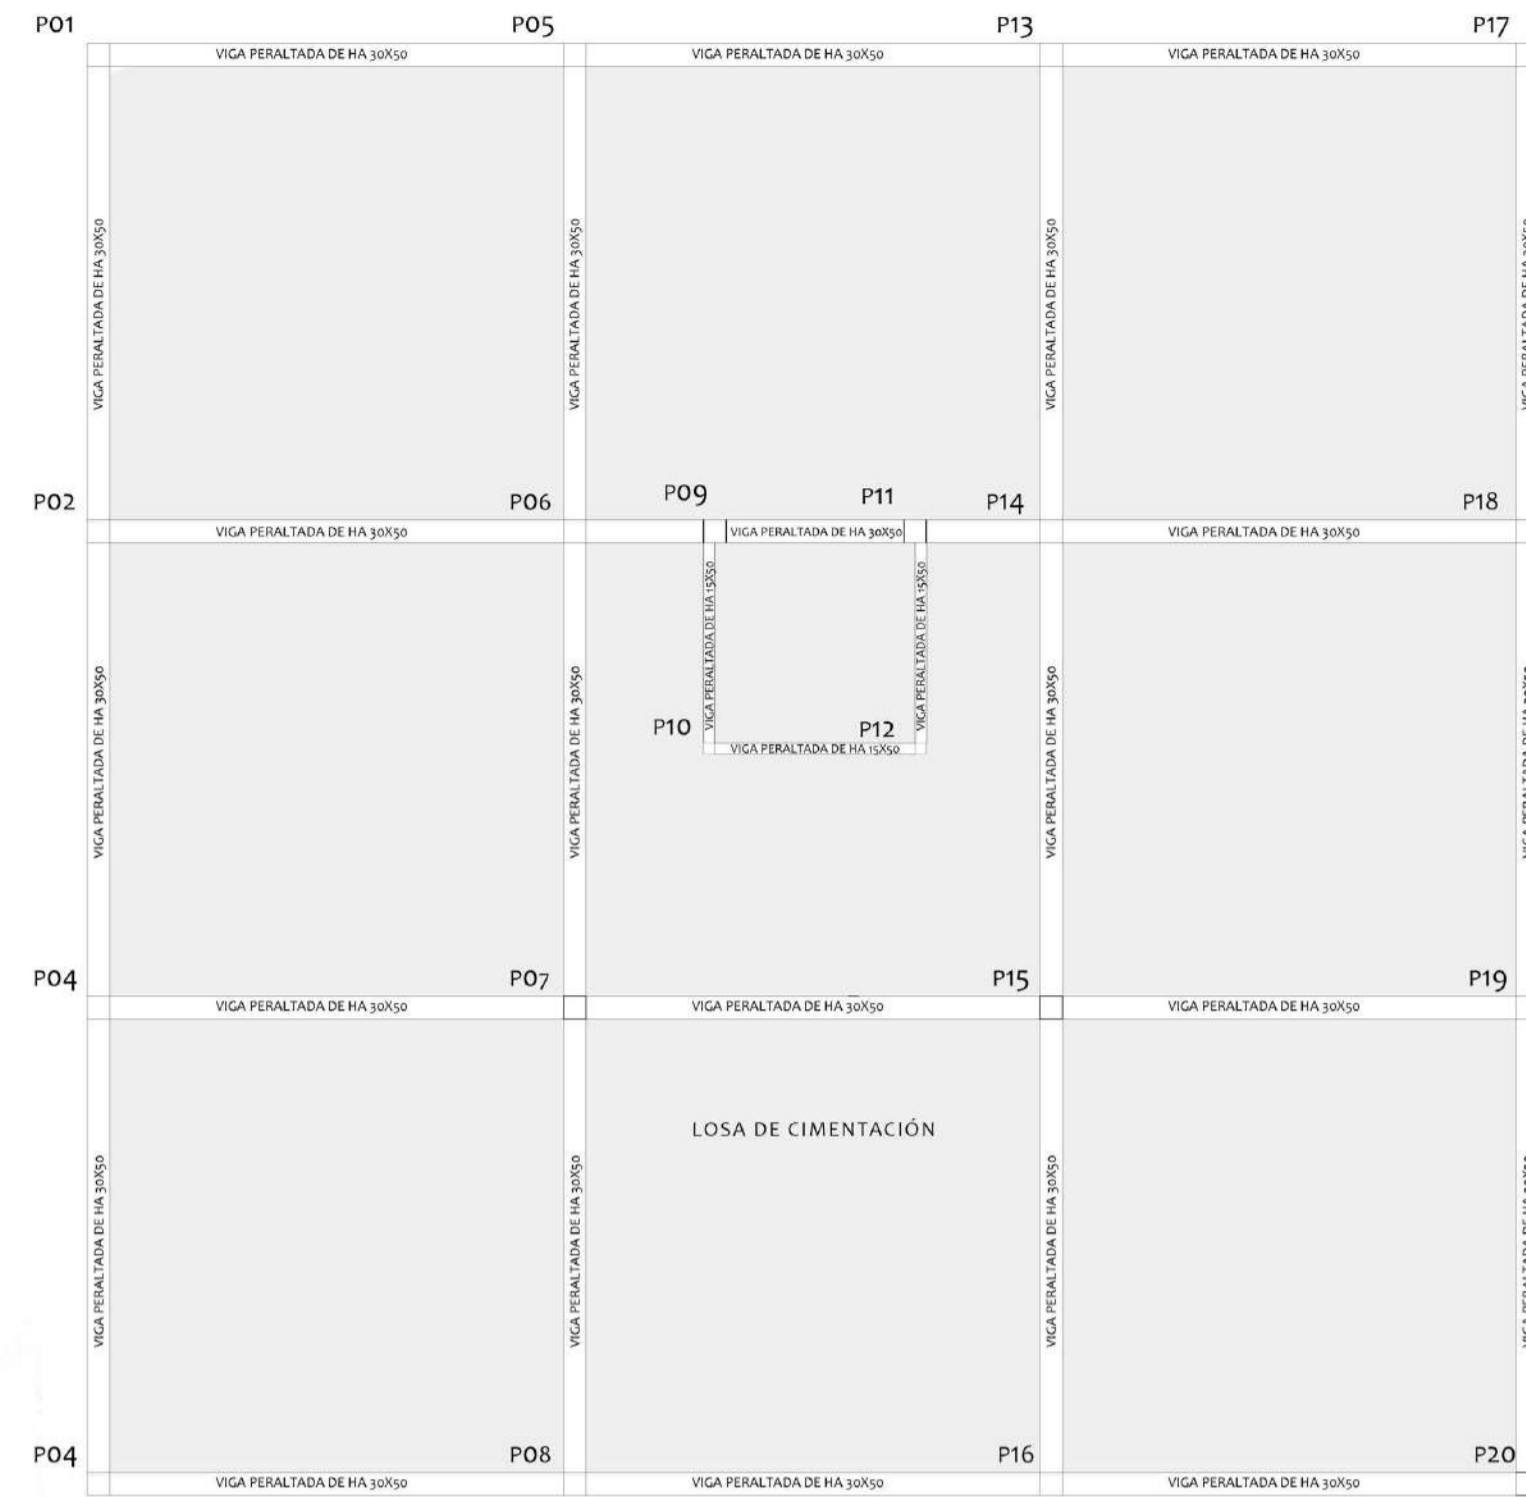 P01 P05 P13 P17
VIGA PERALTADA DE HA 30X50 VIGA PERALTADA DE HA 30X50 VIGA PERALTADA DE HA 30X50
VIGA PERALTADA DE HA 30X50
VIGA PERALTADA DE HA 30X50
VIGA PERALTADA DE HA 30X50
P02 P06 P09 P11 P14 P18
VIGA PERALTADA DE HA 30X50 VIGA PERALTADA DE HA 30X50 VIGA PERALTADA DE HA 30X50
VIGA PERALTADA DE HA 15X50
VIGA PERALTADA DE HA 15X50
VIGA PERALTADA DE HA 30X50
VIGA PERALTADA DE HA 30X50
P10 P12
VIGA PERALTADA DE HA 15X50
VIGA PERALTADA DE HA 30X50
P04 P07 P15 P19
VIGA PERALTADA DE HA 30X50 VIGA PERALTADA DE HA 30X50 VIGA PERALTADA DE HA 30X50
LOSA DE CIMENTACIÓN
VIGA PERALTADA DE HA 30X50
VIGA PERALTADA DE HA 30X50
VIGA PERALTADA DE HA 30X50
P04 P08 P16 P20
VIGA PERALTADA DE HA 30X50 VIGA PERALTADA DE HA 30X50 VIGA PERALTADA DE HA 30X50